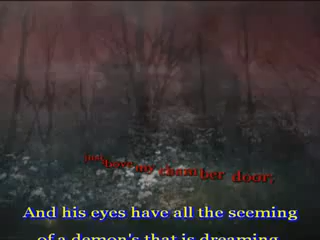 just above my chamber door;
And his eyes have all the seeming
of a demon's that is dreaming,